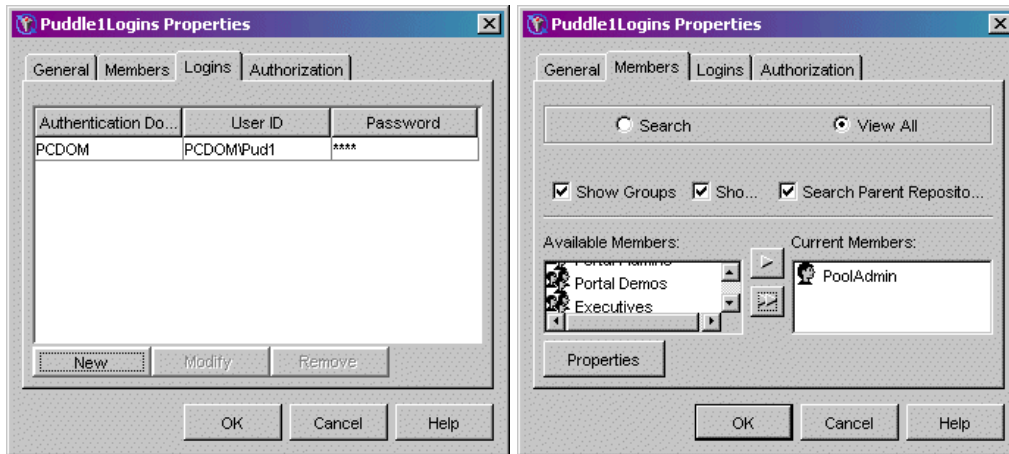 Puddle1Logins Properties
General Members Logins Authorization
Authentication Do... User ID Password
PCDOM PCDOM\Pud1 ****
New Modify Remove
OK Cancel Help
Puddle1Logins Properties
General Members Logins Authorization
Search View All
Show Groups Sho... Search Parent Reposito...
Available Members: Current Members:
Portal Demos
Executives
PoolAdmin
Properties
OK Cancel Help